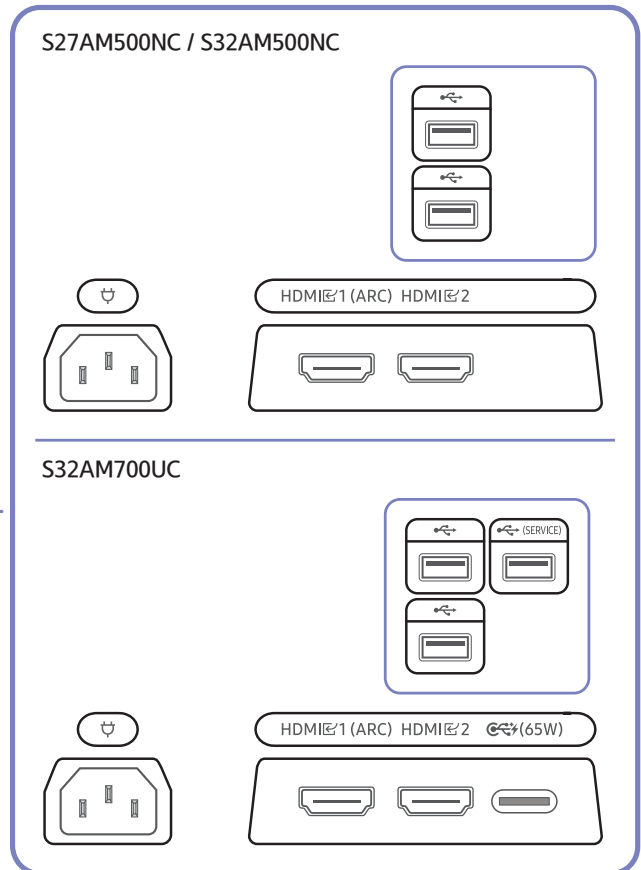 S27AM500NC / S32AM500NC
HDMI 1 (ARC) HDMI 2
S32AM700UC
(SERVICE)
HDMI 1 (ARC) HDMI 2 (65W)